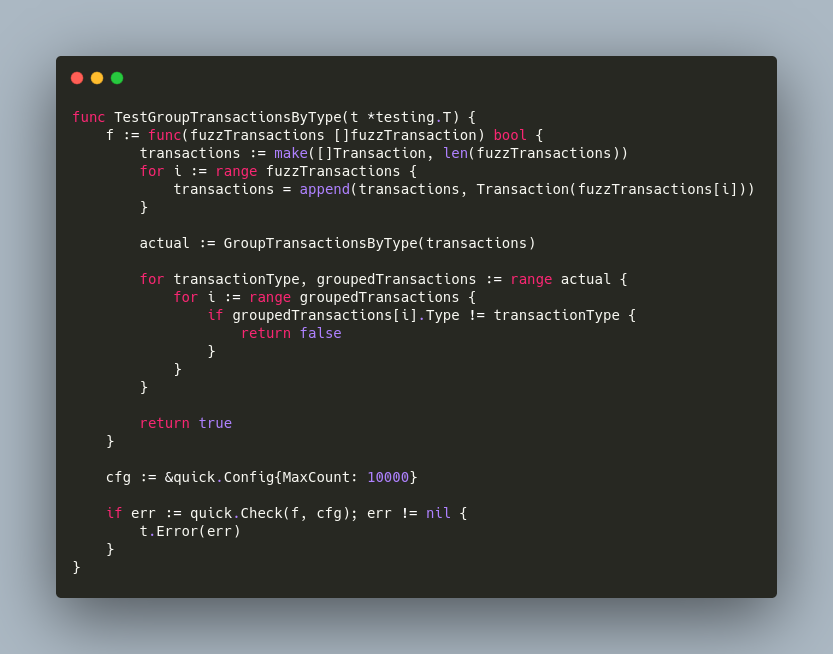 func TestGroupTransactionsByType(t *testing.T) {
    f := func(fuzzTransactions []fuzzTransaction) bool {
        transactions := make([]Transaction, len(fuzzTransactions))
        for i := range fuzzTransactions {
            transactions = append(transactions, Transaction(fuzzTransactions[i]))
        }

        actual := GroupTransactionsByType(transactions)

        for transactionType, groupedTransactions := range actual {
            for i := range groupedTransactions {
                if groupedTransactions[i].Type != transactionType {
                    return false
                }
            }
        }

        return true
    }

    cfg := &quick.Config{MaxCount: 10000}

    if err := quick.Check(f, cfg); err != nil {
        t.Error(err)
    }
}